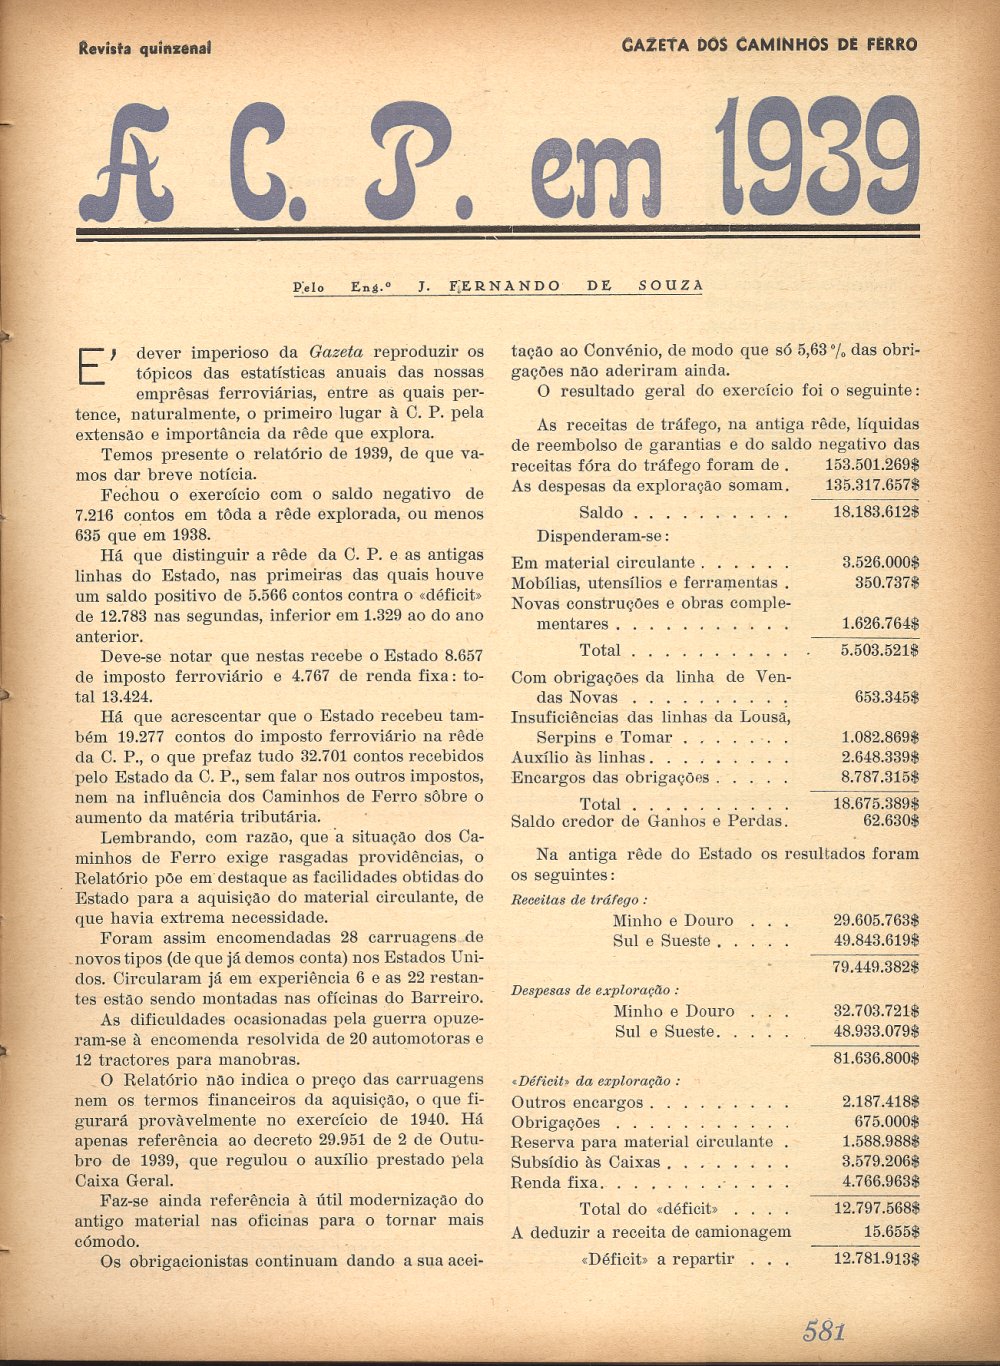 Revista quinzenal
GAZETA DOS CAMINHOS DE FERRO
A C. P. em 1939
Pelo Eng.º J. FERNANDO DE SOUZA
E' dever imperioso da Gazeta reproduzir os
tópicos das estatísticas anuais das nossas
emprêsas ferroviárias, entre as quais per-
tence, naturalmente, o primeiro lugar à C. P. pela
extensão e importância da rêde que explora.
Temos presente o relatório de 1939, de que va-
mos dar breve notícia.
Fechou o exercício com o saldo negativo de
7.216 contos em tôda a rêde explorada, ou menos
635 que em 1938.
Há que distinguir a rêde da C. P. e as antigas
linhas do Estado, nas primeiras das quais houve
um saldo positivo de 5.566 contos contra o «déficit»
de 12.783 nas segundas, inferior em 1.329 ao do ano
anterior.
Deve-se notar que nestas recebe o Estado 8.657
de imposto ferroviário e 4.767 de renda fixa: to-
tal 13.424.
Há que acrescentar que o Estado recebeu tam-
bém 19.277 contos do imposto ferroviário na rêde
da C. P., o que prefaz tudo 32.701 contos recebidos
pelo Estado da C. P., sem falar nos outros impostos,
nem na influência dos Caminhos de Ferro sôbre o
aumento da matéria tributária.
Lembrando, com razão, que a situação dos Ca-
minhos de Ferro exige rasgadas providências, o
Relatório põe em destaque as facilidades obtidas do
Estado para a aquisição do material circulante, de
que havia extrema necessidade.
Foram assim encomendadas 28 carruagens de
novos tipos (de que já demos conta) nos Estados Uni-
dos. Circularam já em experiência 6 e as 22 restan-
tes estão sendo montadas nas ofícinas do Barreiro.
As dificuldades ocasionadas pela guerra opuze-
ram-se à encomenda resolvida de 20 automotoras e
12 tractores para manobras.
O Relatório não indica o preço das carruagens
nem os termos financeiros da aquisição, o que fi-
gurará provàvelmente no exercício de 1940. Há
apenas referência ao decreto 29.951 de 2 de Outu-
bro de 1939, que regulou o auxílio prestado pela
Caixa Geral.
Faz-se ainda referência à útil modernização do
antigo material nas oficinas para o tornar mais
cómodo.
Os obrigacionistas continuam dando a sua acei-
tação ao Convénio, de modo que só 5,63 % das obri-
gações não aderiram ainda.
O resultado geral do exercício foi o seguinte:
As receitas de tráfego, na antiga rêde, líquidas
de reembolso de garantias e do saldo negativo das
receitas fóra do tráfego foram de . 153.501.269$
As despesas da exploração somam. 135.317.657$
Saldo . . . . . . . . . . 18.183.612$
Dispenderam-se:
Em material circulante . . . . . . 3.526.000$
Mobílias, utensílios e ferramentas . 350.737$
Novas construções e obras comple-
mentares . . . . . . . . . . . 1.626.764$
Total . . . . . . . . . . . 5.503.521$
Com obrigações da linha de Ven-
das Novas . . . . . . . . . . 653.345$
Insuficiências das linhas da Lousã,
Serpins e Tomar . . . . . . . 1.082.869$
Auxílio às linhas. . . . . . . . . 2.648.339$
Encargos das obrigações . . . . . 8.787.315$
Total . . . . . . . . . . 18.675.389$
Saldo credor de Ganhos e Perdas. 62.630$
Na antiga rêde do Estado os resultados foram
os seguintes:
Receitas de tráfego:
Minho e Douro . . . 29.605.763$
Sul e Sueste . . . . . 49.843.619$
79.449.382$
Despesas de exploração:
Minho e Douro . . . 32.703.721$
Sul e Sueste. . . . . 48.933.079$
81.636.800$
«Déficit» da exploração:
Outros encargos . . . . . . . . . 2.187.418$
Obrigações . . . . . . . . . . . 675.000$
Reserva para material circulante . 1.588.988$
Subsídio às Caixas . . . . . . . . 3.579.206$
Renda fixa. . . . . . . . . . . . 4.766.963$
Total do «déficit» . . . . 12.797.568$
A deduzir a receita de camionagem 15.655$
«Déficit» a repartir . . . 12.781.913$
581